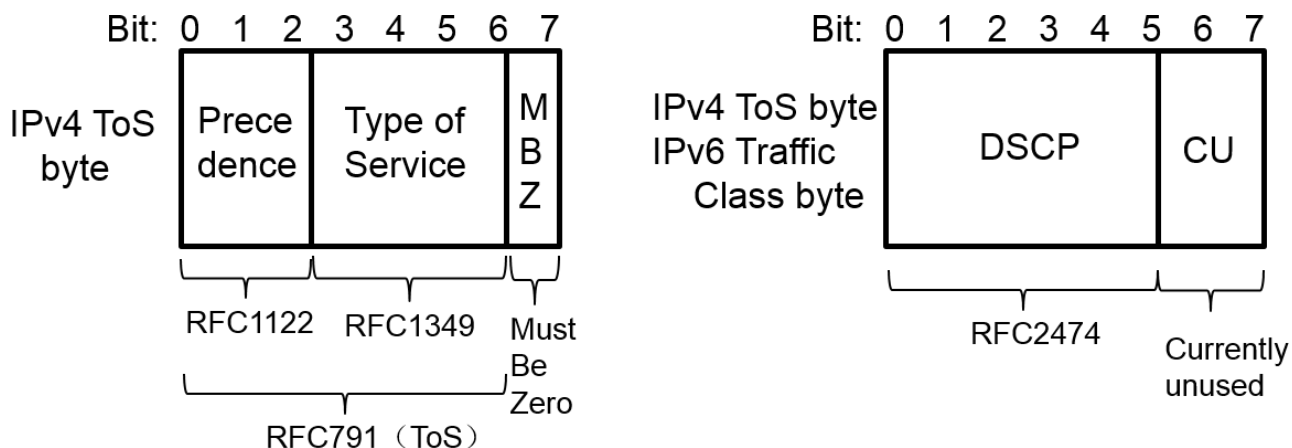 Bit: 0 1 2 3 4 5 6 7
IPv4 ToS
byte
Prece
dence
Type of
Service
M
B
Z
RFC1122
RFC1349
Must
Be
Zero
RFC791（ToS）
Bit: 0 1 2 3 4 5 6 7
IPv4 ToS byte
IPv6 Traffic
Class byte
DSCP
CU
RFC2474
Currently
unused